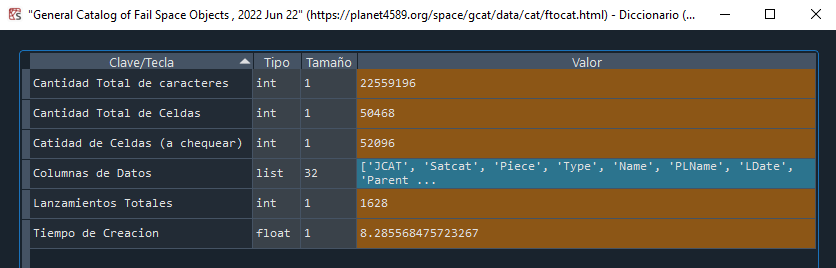 "General Catalog of Fail Space Objects , 2022 Jun 22" (https://planet4589.org/space/gcat/data/cat/ftocat.html) - Diccionario (...
Clave/Tecla Tipo Tamaño Valor
Cantidad Total de caracteres int 1 22559196
Cantidad Total de Celdas int 1 50468
Catidad de Celdas (a chequear) int 1 52096
Columnas de Datos list 32 ['JCAT', 'Satcat', 'Piece', 'Type', 'Name', 'PLName', 'LDate',
'Parent ...
Lanzamientos Totales int 1 1628
Tiempo de Creacion float 1 8.285568475723267